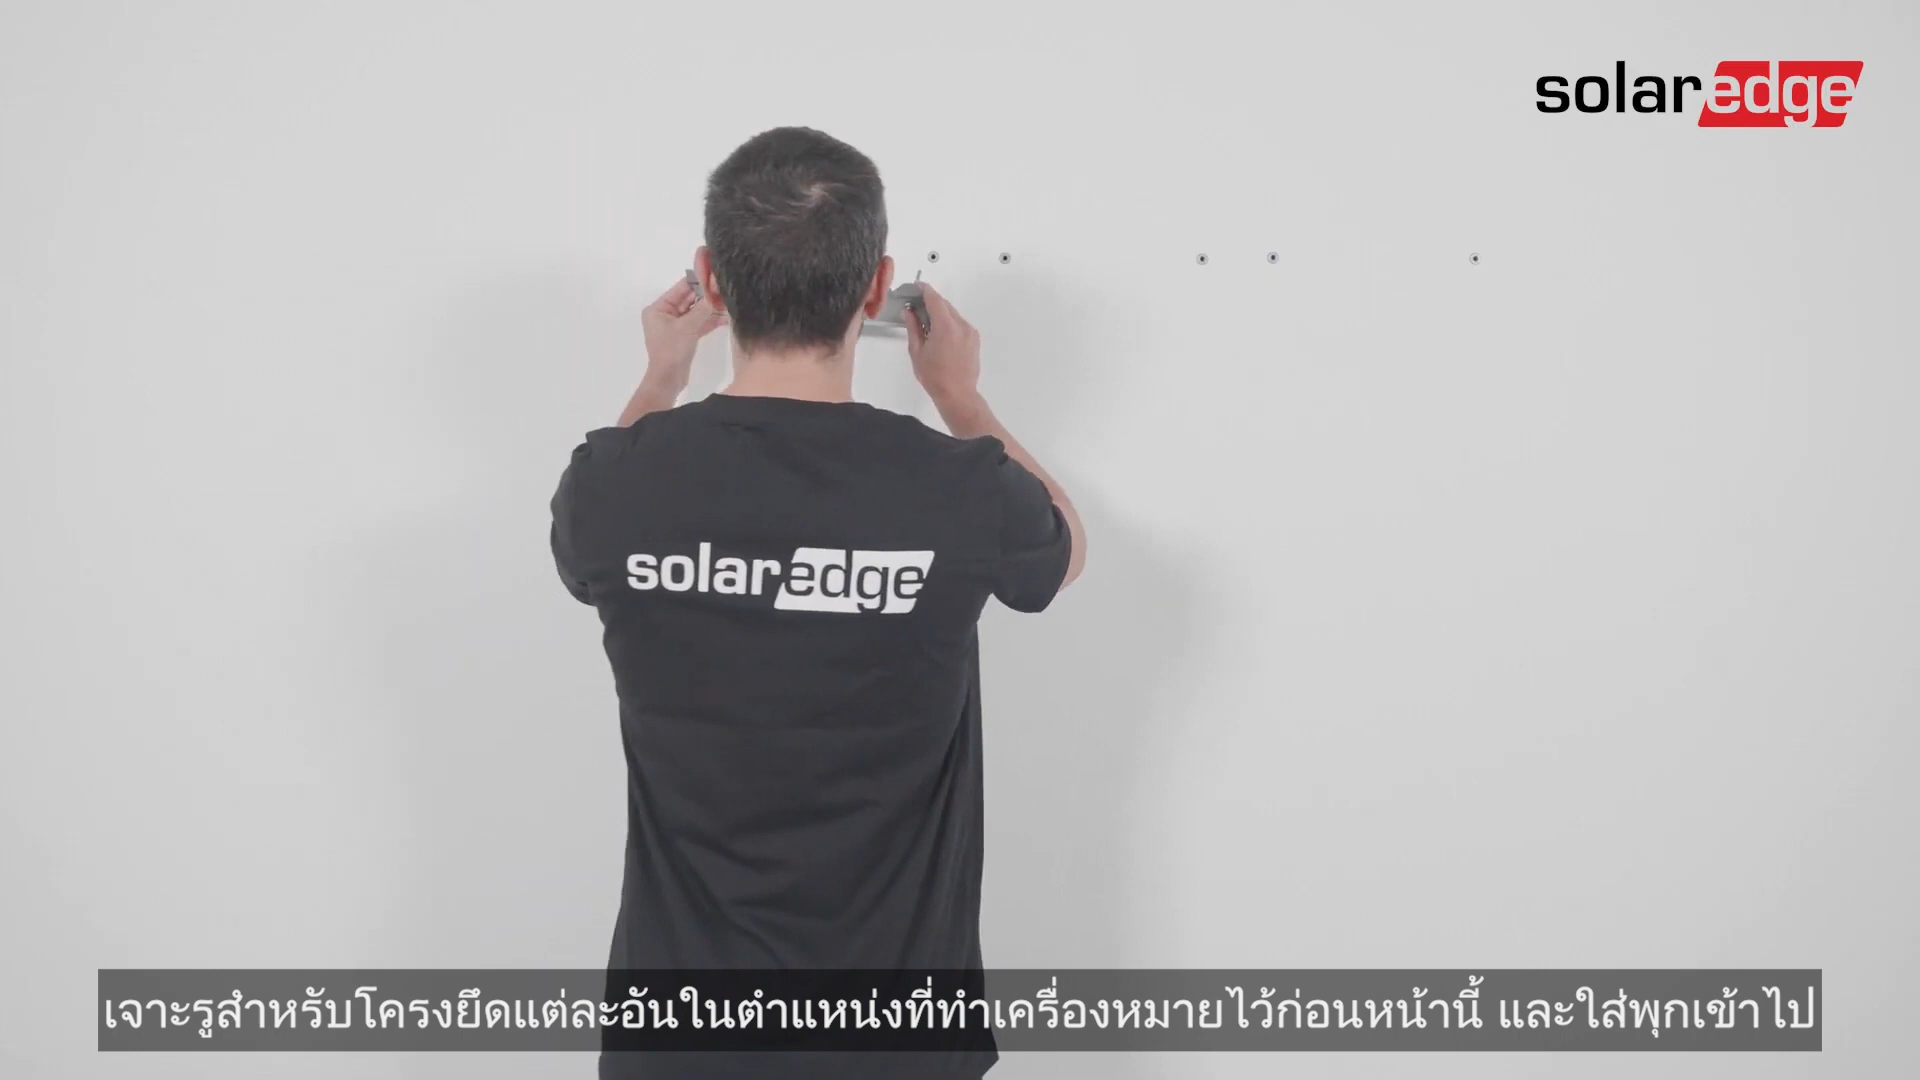 solaredge
solaredge
เจาะรูสำหรับโครงยึดแต่ละอันในตำแหน่งที่ทำเครื่องหมายไว้ก่อนหน้านี้ และใส่พุกเข้าไป